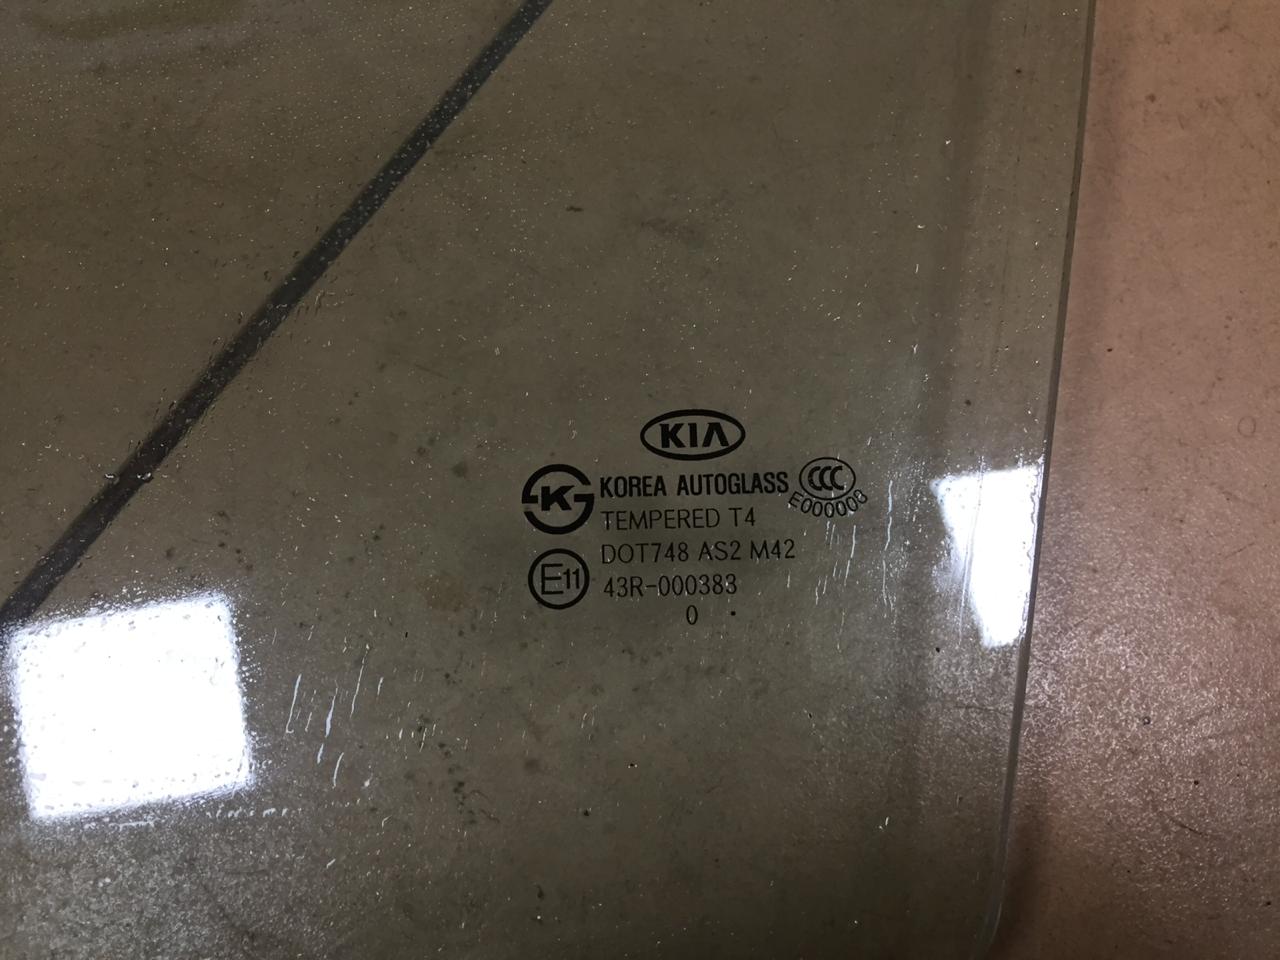 KIA
K
KOREA AUTOGLASS
CCC
E000008
TEMPERED T4
DOT748 AS2 M42
E11
43R-000383
0 .